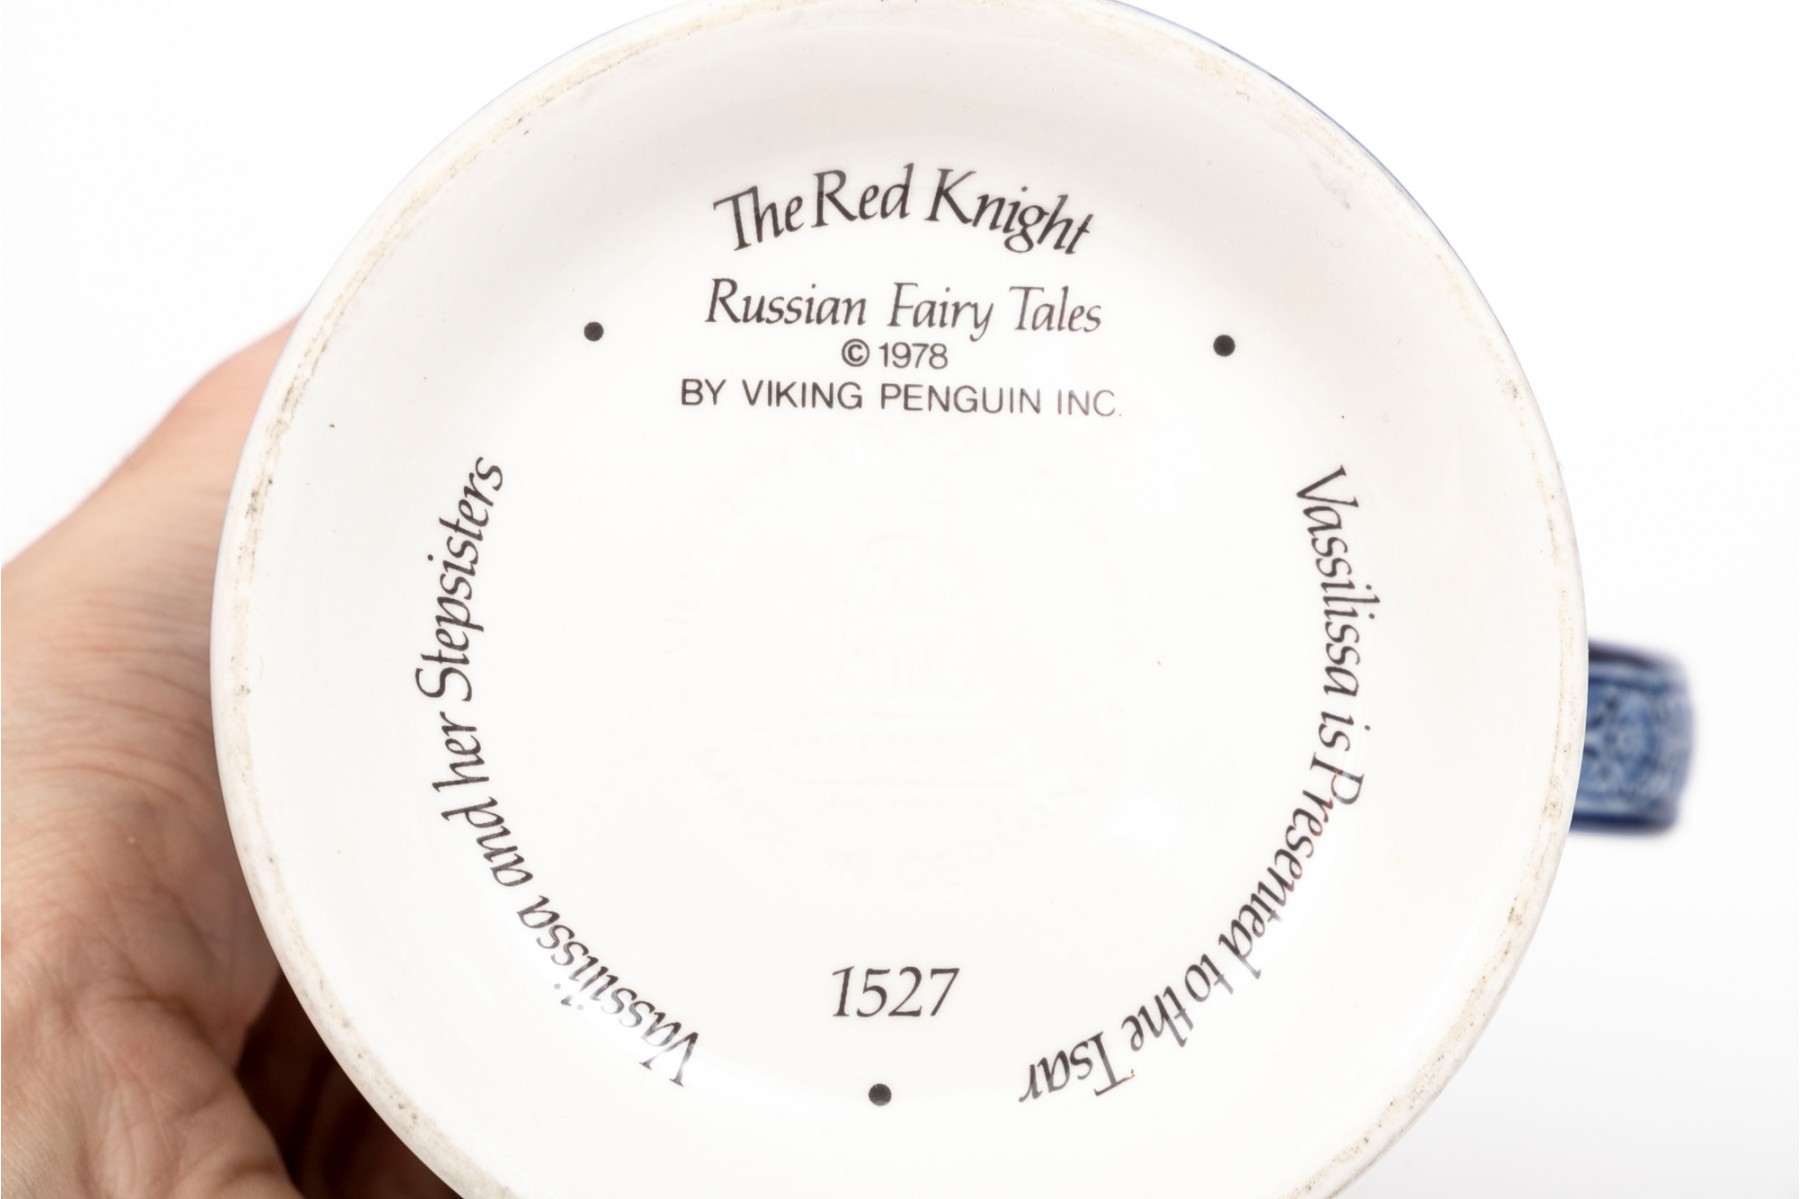 The Red Knight
Russian Fairy Tales
© 1978
BY VIKING PENGUIN INC.
Vassilissa is Presented to the Tsar
Vassilissa and her Stepsisters
1527